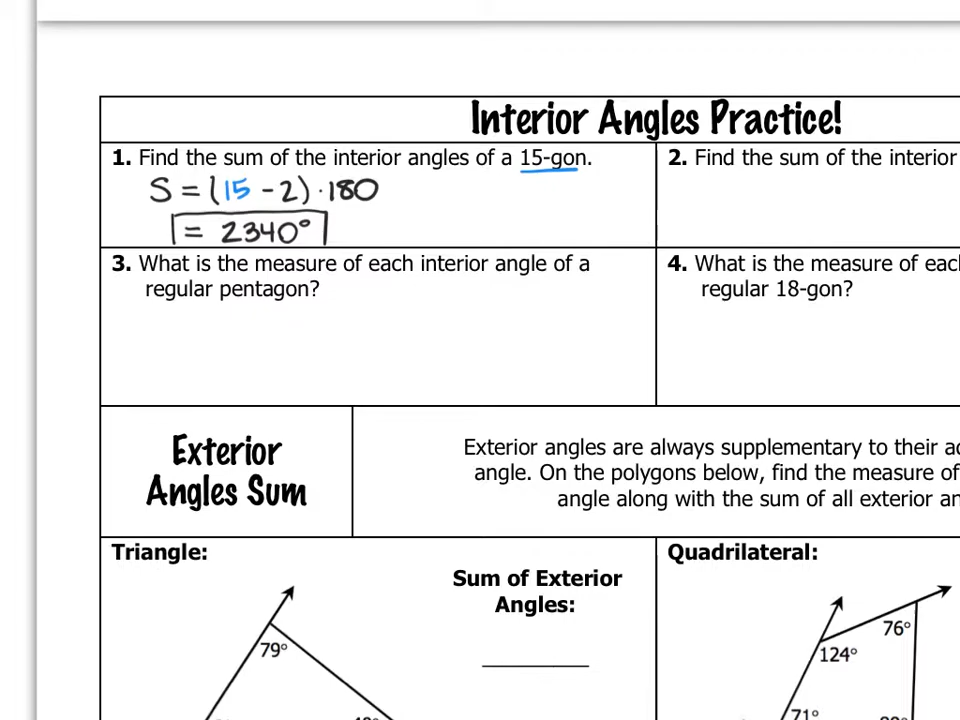 Interior Angles Practice!
1. Find the sum of the interior angles of a 15-gon.
S = (15 - 2) · 180
= 2340°
2. Find the sum of the interior
3. What is the measure of each interior angle of a
regular pentagon?
4. What is the measure of eac
regular 18-gon?
Exterior
Angles Sum
Exterior angles are always supplementary to their a
angle. On the polygons below, find the measure of
angle along with the sum of all exterior an
Triangle:
Sum of Exterior
Angles:
79°
Quadrilateral:
76°
124°
71°